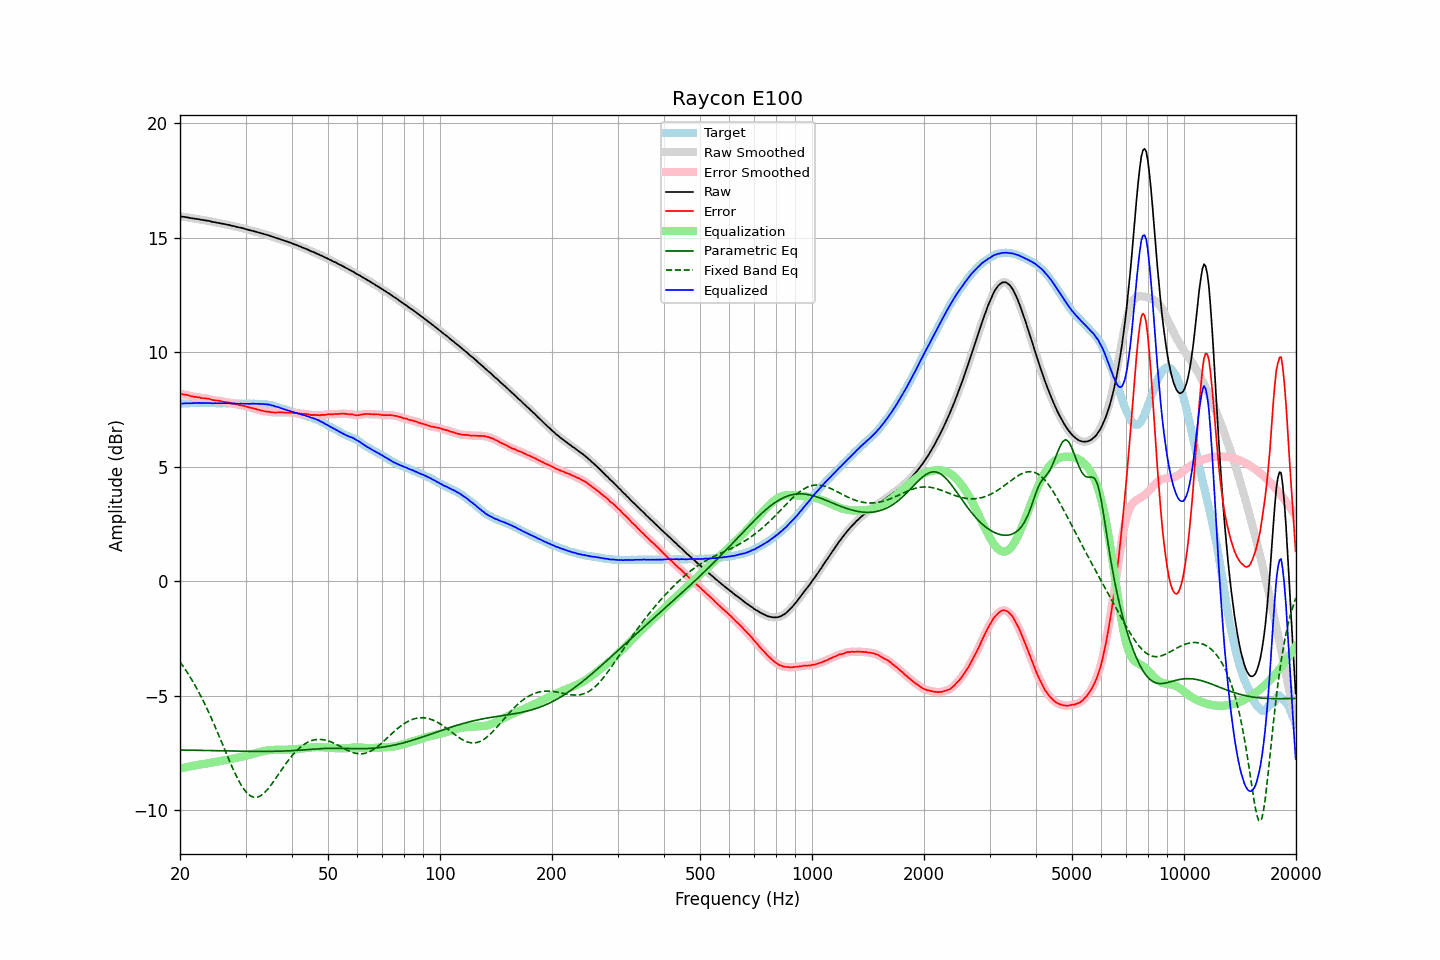 Raycon E100
Amplitude (dBr)
20
15
10
5
0
−5
−10
Target
Raw Smoothed
Error Smoothed
Raw
Error
Equalization
Parametric Eq
Fixed Band Eq
Equalized
20 50 100 200 500 1000 2000 5000 10000 20000
Frequency (Hz)